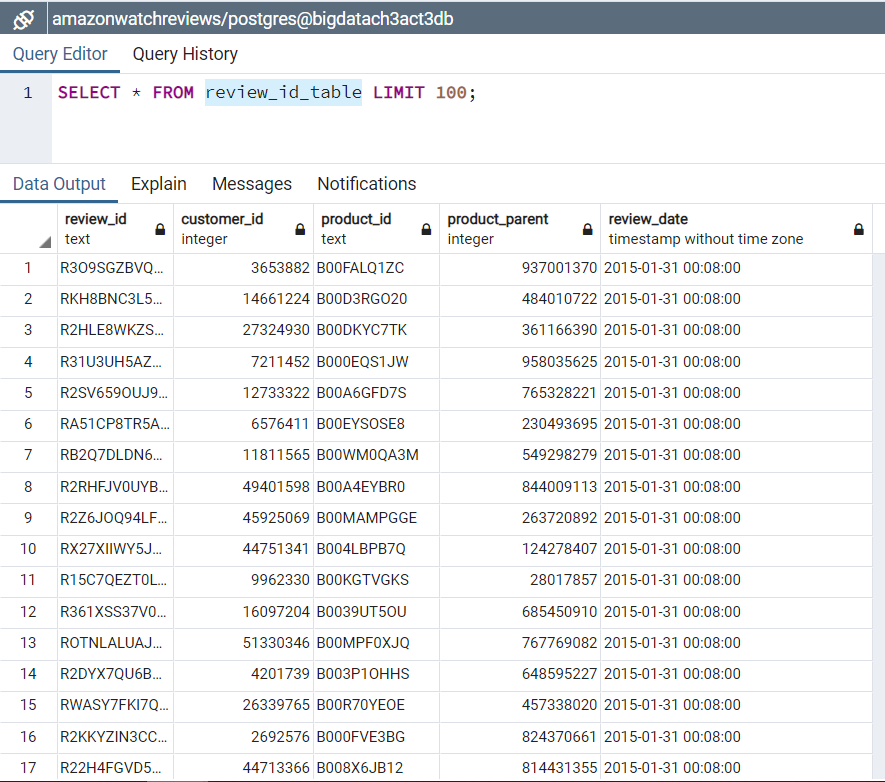 amazonwatchreviews/postgres@bigdatach3act3db
Query Editor Query History
1 SELECT * FROM review_id_table LIMIT 100;
Data Output Explain Messages Notifications
review_id customer_id product_id product_parent review_date
text integer text integer timestamp without time zone
1 R3O9SGZBVQ... 3653882 B00FALQ1ZC 937001370 2015-01-31 00:08:00
2 RKH8BNC3L5... 14661224 B00D3RGO20 484010722 2015-01-31 00:08:00
3 R2HLE8WKZS... 27324930 B00DKYC7TK 361166390 2015-01-31 00:08:00
4 R31U3UH5AZ... 7211452 B000EQS1JW 958035625 2015-01-31 00:08:00
5 R2SV659OUJ9... 12733322 B00A6GFD7S 765328221 2015-01-31 00:08:00
6 RA51CP8TR5A... 6576411 B00EYSOSE8 230493695 2015-01-31 00:08:00
7 RB2Q7DLDN6... 11811565 B00WM0QA3M 549298279 2015-01-31 00:08:00
8 R2RHFJV0UYB... 49401598 B00A4EYBR0 844009113 2015-01-31 00:08:00
9 R2Z6JOQ94LF... 45925069 B00MAMPGGE 263720892 2015-01-31 00:08:00
10 RX27XIIWY5J... 44751341 B004LBPB7Q 124278407 2015-01-31 00:08:00
11 R15C7QEZT0L... 9962330 B00KGTVGKS 28017857 2015-01-31 00:08:00
12 R361XSS37V0... 16097204 B0039UT5OU 685450910 2015-01-31 00:08:00
13 ROTNLALUAJ... 51330346 B00MPF0XJQ 767769082 2015-01-31 00:08:00
14 R2DYX7QU6B... 4201739 B003P1OHHS 648595227 2015-01-31 00:08:00
15 RWASY7FKI7Q... 26339765 B00R70YEOE 457338020 2015-01-31 00:08:00
16 R2KKYZIN3CC... 2692576 B000FVE3BG 824370661 2015-01-31 00:08:00
17 R22H4FGVD5... 44713366 B008X6JB12 814431355 2015-01-31 00:08:00